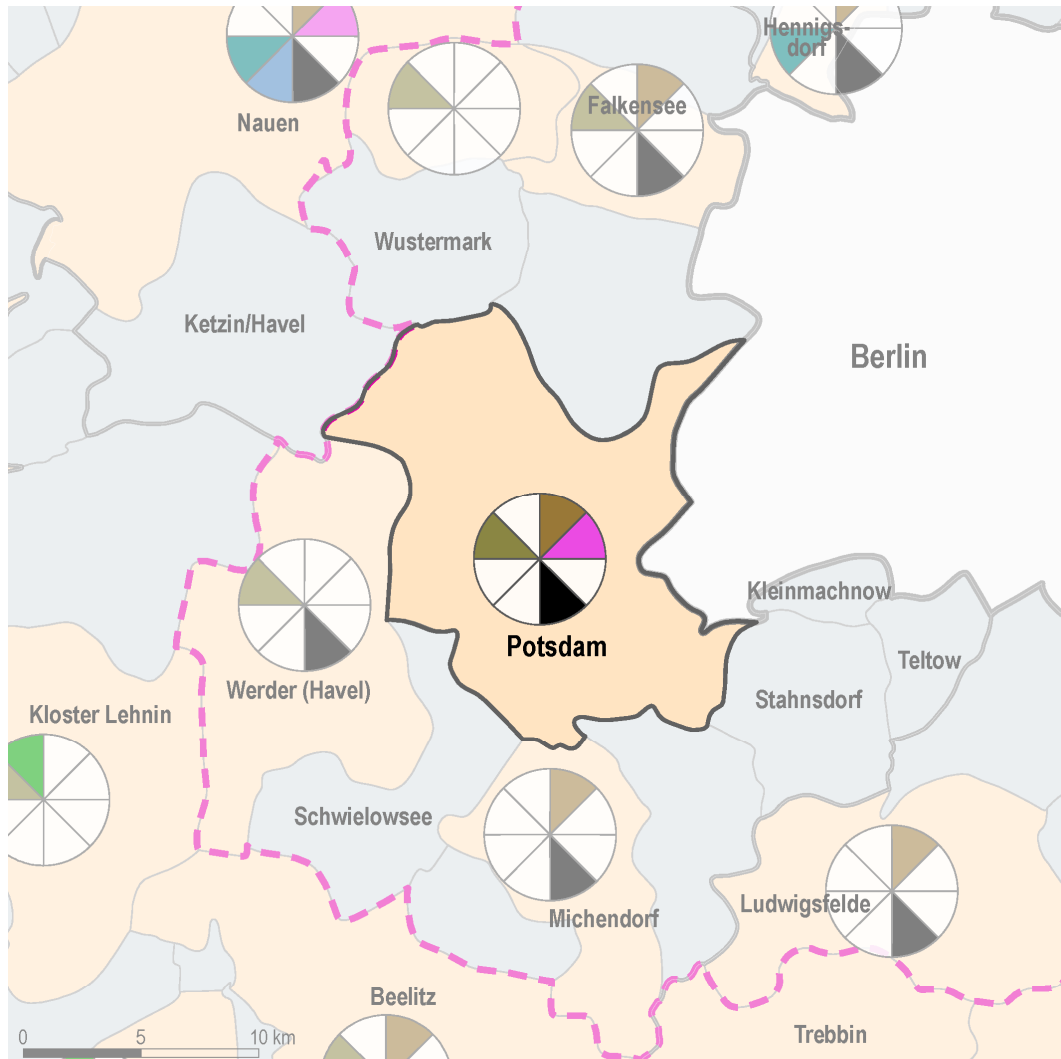 Hennigs-
dorf
Falkensee
Nauen
Wustermark
Ketzin/Havel
Berlin
Kleinmachnow
Potsdam
Teltow
Werder (Havel)
Stahnsdorf
Kloster Lehnin
Schwielowsee
Ludwigsfelde
Michendorf
Beelitz
Trebbin
0 5 10 km